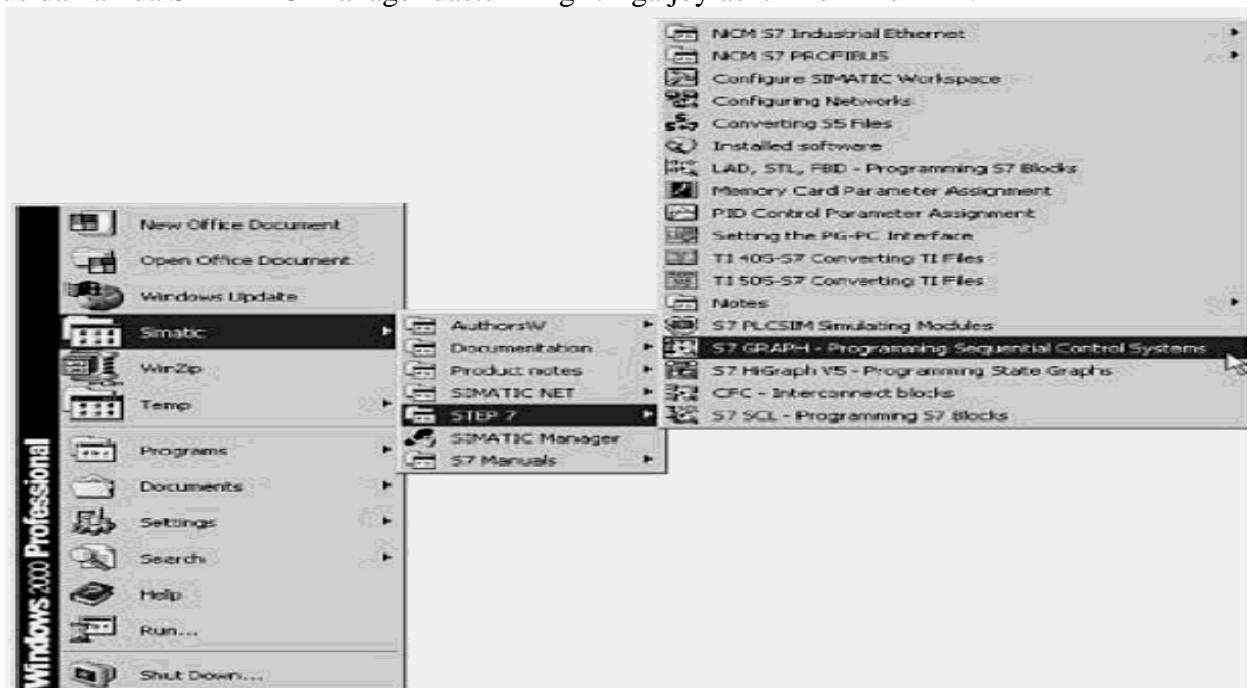 NCM S7 Industrial Ethernet
NCM S7 PROFIBUS
Configure SIMATIC Workspace
Configuring Networks
Converting S5 Files
Installed software
LAD, STL, FBD - Programming S7 Blocks
Memory Card Parameter Assignment
PID Control Parameter Assignment
Setting the PG-PC Interface
TI 405-S7 Converting TI Files
TI 505-S7 Converting TI Files
Notes
S7 PLCSIM Simulating Modules
S7 GRAPH - Programming Sequential Control Systems
S7 HiGraph V5 - Programming State Graphs
CFC - Interconnect blocks
S7 SCL - Programming S7 Blocks
New Office Document
Open Office Document
Windows Update
Simatic
WinZip
Temp
Programs
Documents
Settings
Search
Help
Run...
Shut Down...
AuthorsW
Documentation
Product notes
SIMATIC NET
STEP 7
SIMATIC Manager
S7 Manuals
Windows 2000 Professional